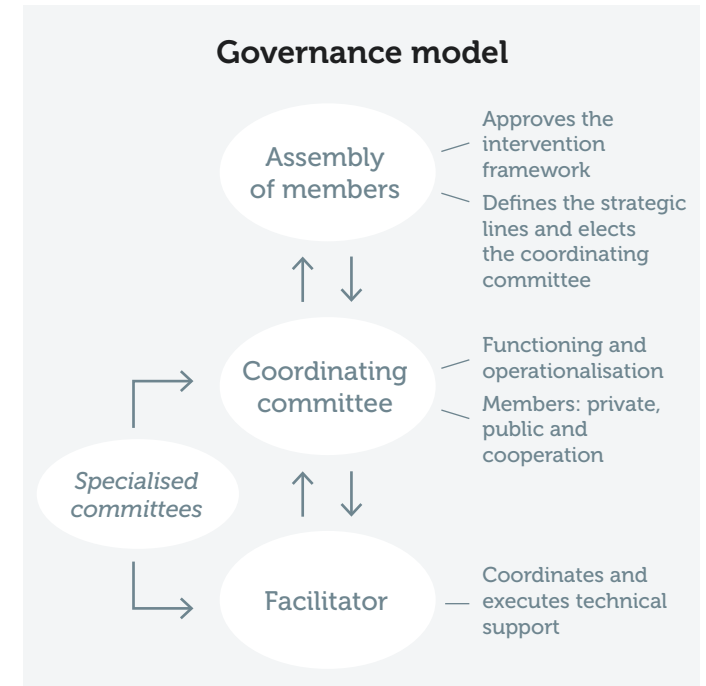 Governance model
Assembly
of members
Approves the
intervention
framework
Defines the strategic
lines and elects
the coordinating
committee
Coordinating
committee
Functioning and
operationalisation
Members: private,
public and
cooperation
Specialised
committees
Facilitator
Coordinates and
executes technical
support